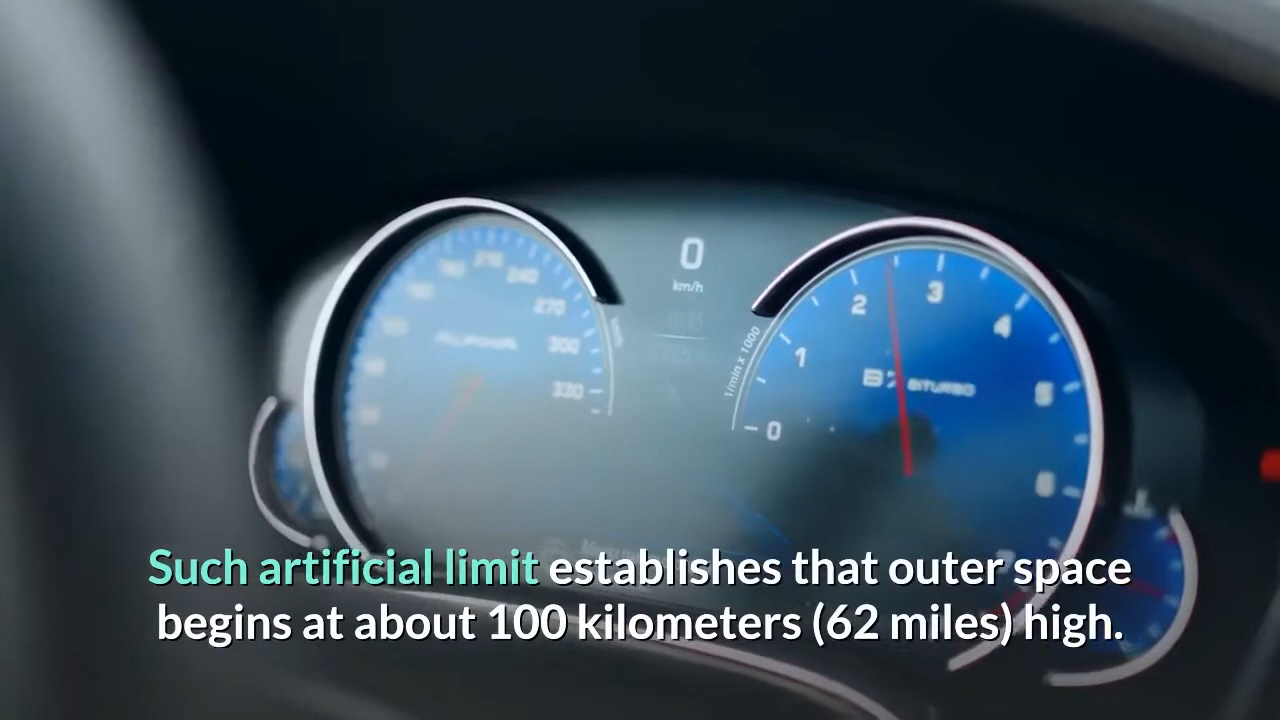 0
km/h
240
270
300
330
ALPINA
1/min x 1000
0
1
2
3
4
5
6
B7 BITURBO
Such artificial limit establishes that outer space
begins at about 100 kilometers (62 miles) high.